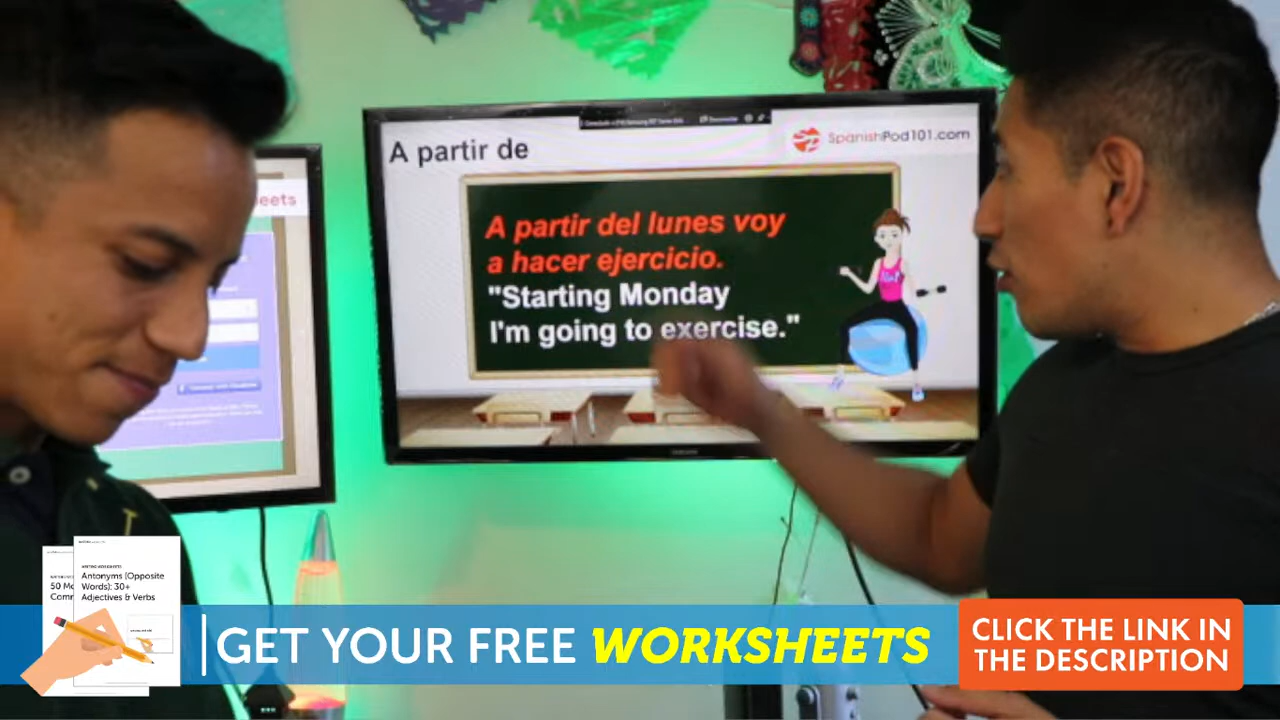 A partir de
SpanishPod101.com
A partir del lunes voy
a hacer ejercicio.
"Starting Monday
I'm going to exercise."
Antonyms (Opposite
Words): 30+
Adjectives & Verbs
GET YOUR FREE WORKSHEETS
CLICK THE LINK IN
THE DESCRIPTION